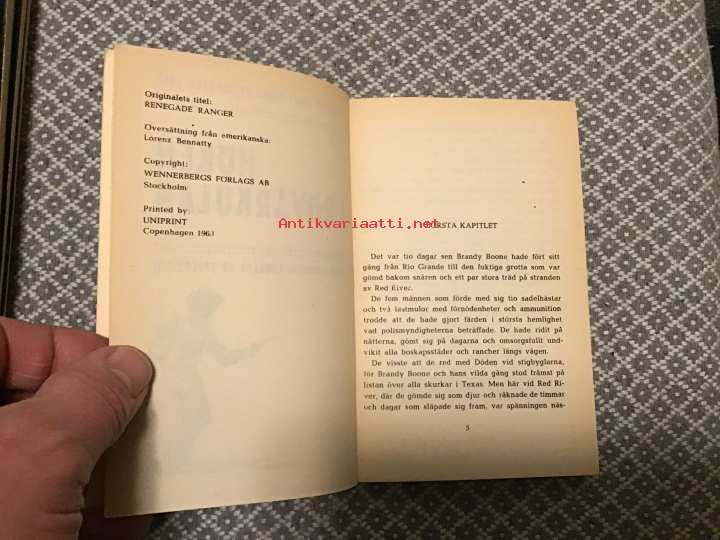 Originalets titel:
RENEGADE RANGER
Översättning från amerikanska:
Lorenz Bennatty
Copyright:
WENNERBERGS FÖRLAGS AB
Stockholm
Printed by:
UNIPRINT
Copenhagen 1963
Antikvariaatti.net
FÖRSTA KAPITLET
Det var tio dagar sen Brandy Boone hade fört sitt
gäng från Rio Grande till den fuktiga grotta som var
gömd bakom snåren och ett par stora träd på stranden
av Red River.
De fem männen som förde med sig tio sadelhästar
och två lastmulor med förnödenheter och ammunition
trodde att de hade gjort färden i största hemlighet
vad polismyndigheterna beträffade. De hade ridit på
nätterna, gömt sig på dagarna och omsorgsfullt und-
vikit alla boskapsstäder och rancher längs vägen.
De visste att de red med Döden vid stigbyglarna,
för Brandy Boone och hans vilda gäng stod främst på
listan över alla skurkar i Texas. Men här vid Red Ri-
ver, där de gömde sig som djur och räknade de timmar
och dagar som släpade sig fram, var spänningen näs-
5